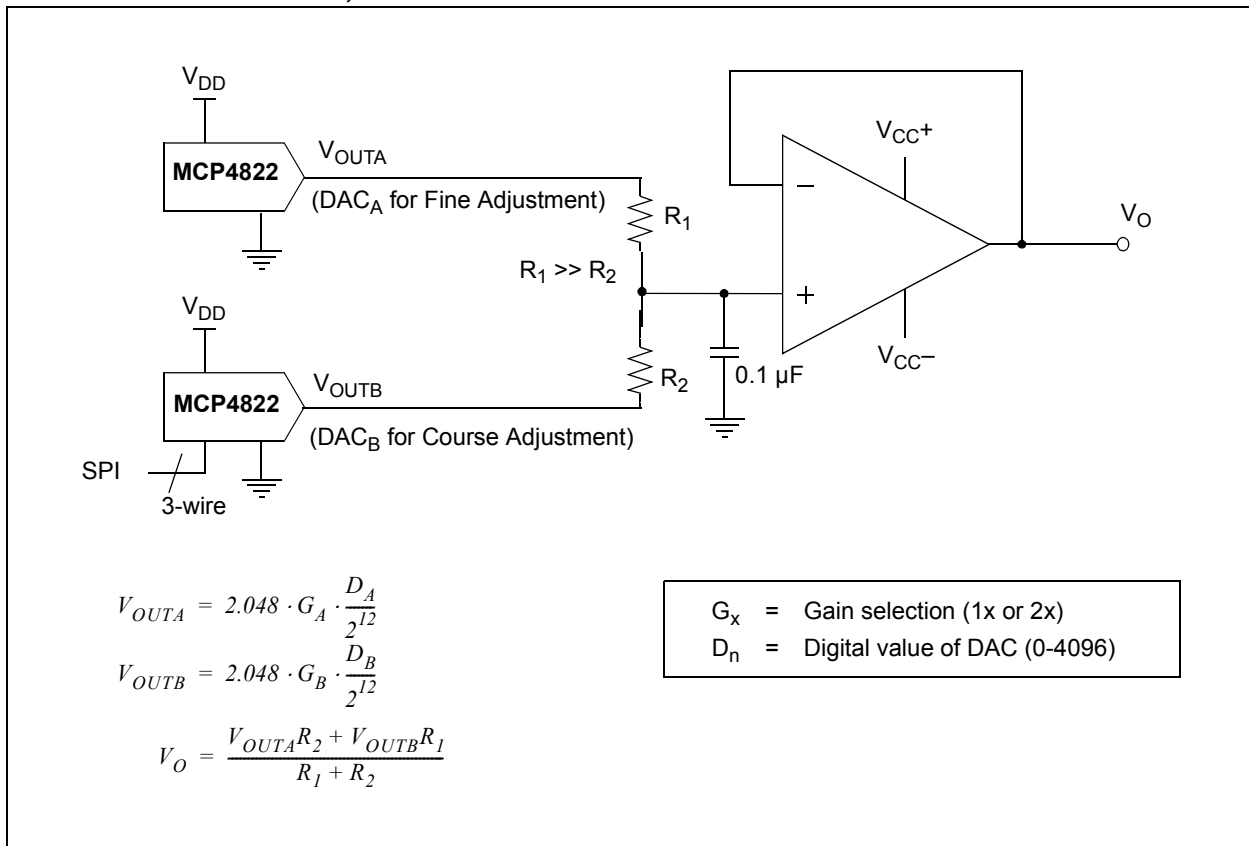 V_DD
MCP4822
V_OUTA
(DAC_A for Fine Adjustment)
R_1
R_1 >> R_2
V_DD
MCP4822
V_OUTB
R_2
(DAC_B for Course Adjustment)
SPI
3-wire
0.1 µF
V_CC+
–
+
V_CC–
V_O
V_OUTA = 2.048 · G_A · D_A / 2^12
V_OUTB = 2.048 · G_B · D_B / 2^12
V_O = (V_OUTA R_2 + V_OUTB R_1) / (R_1 + R_2)
G_x = Gain selection (1x or 2x)
D_n = Digital value of DAC (0-4096)